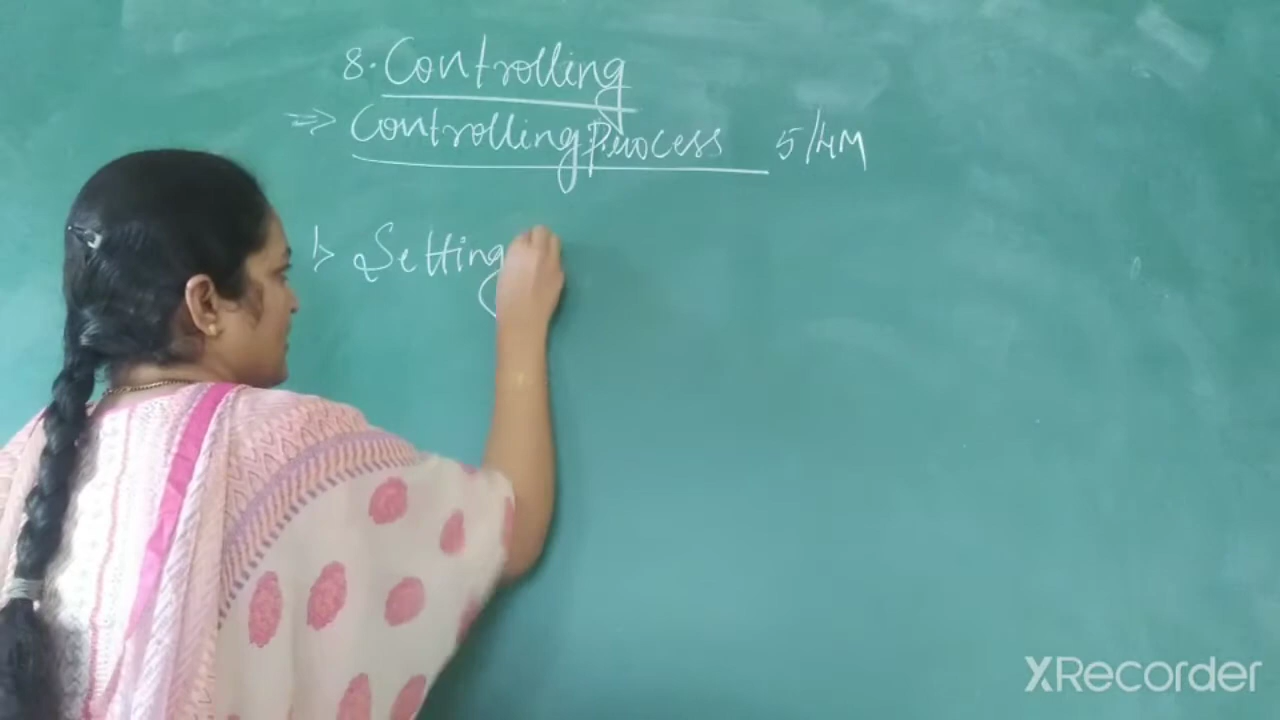 8. Controlling
=> Controlling Process 5/4M
1> Setting
XRecorder